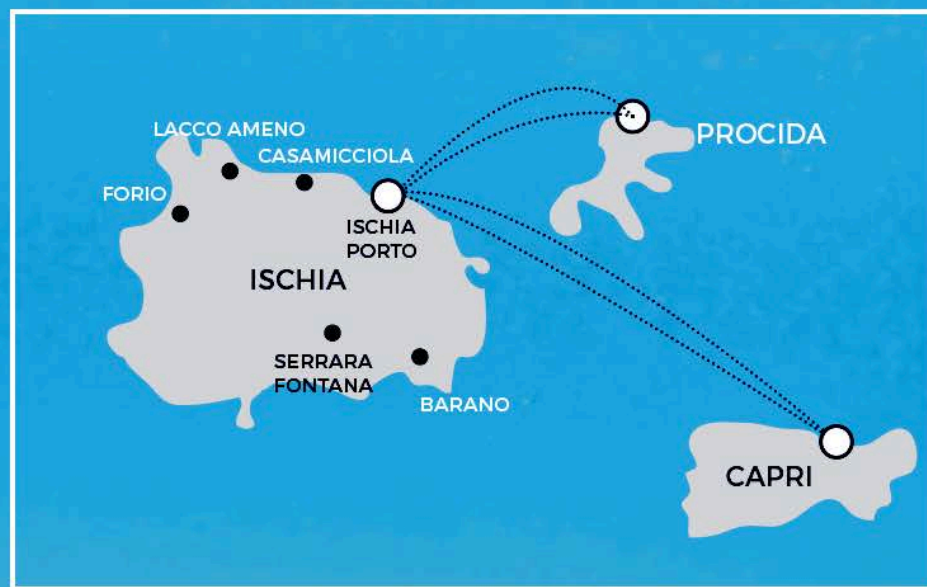 LACCO AMENO
PROCIDA
CASAMICCIOLA
FORIO
ISCHIA
PORTO
ISCHIA
SERRARA
FONTANA
BARANO
CAPRI